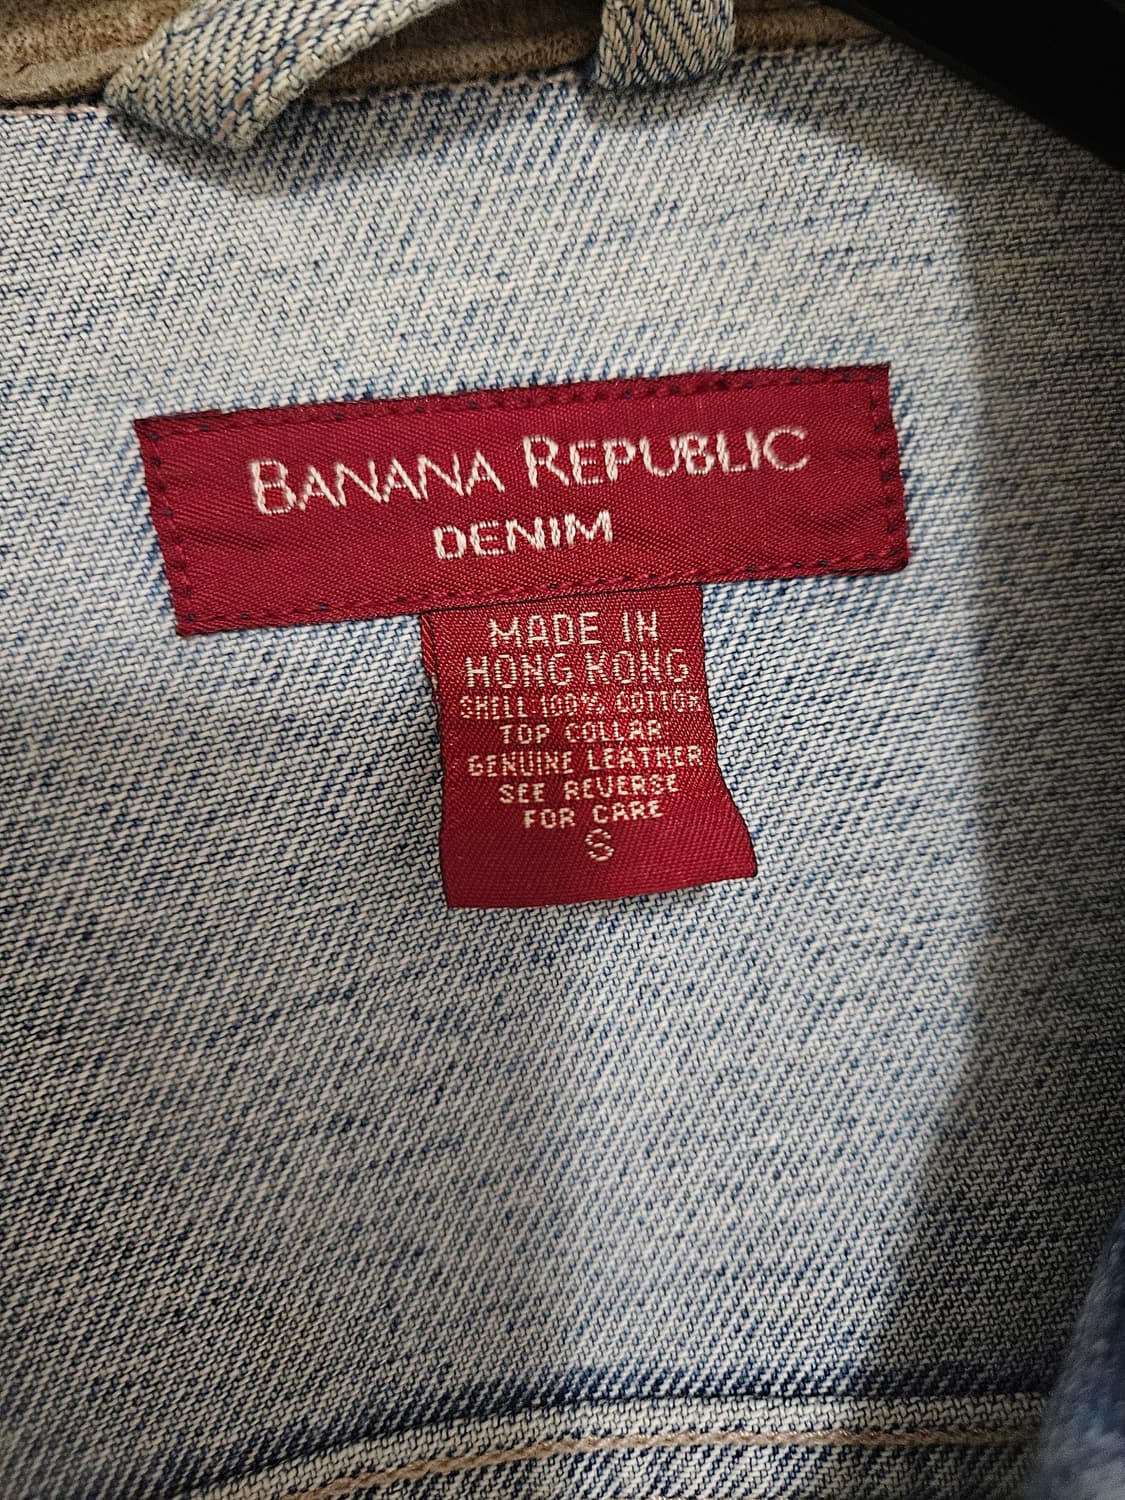 BANANA REPUBLIC
DENIM
MADE IN
HONG KONG
SHELL 100% COTTON
TOP COLLAR
GENUINE LEATHER
SEE REVERSE
FOR CARE
S